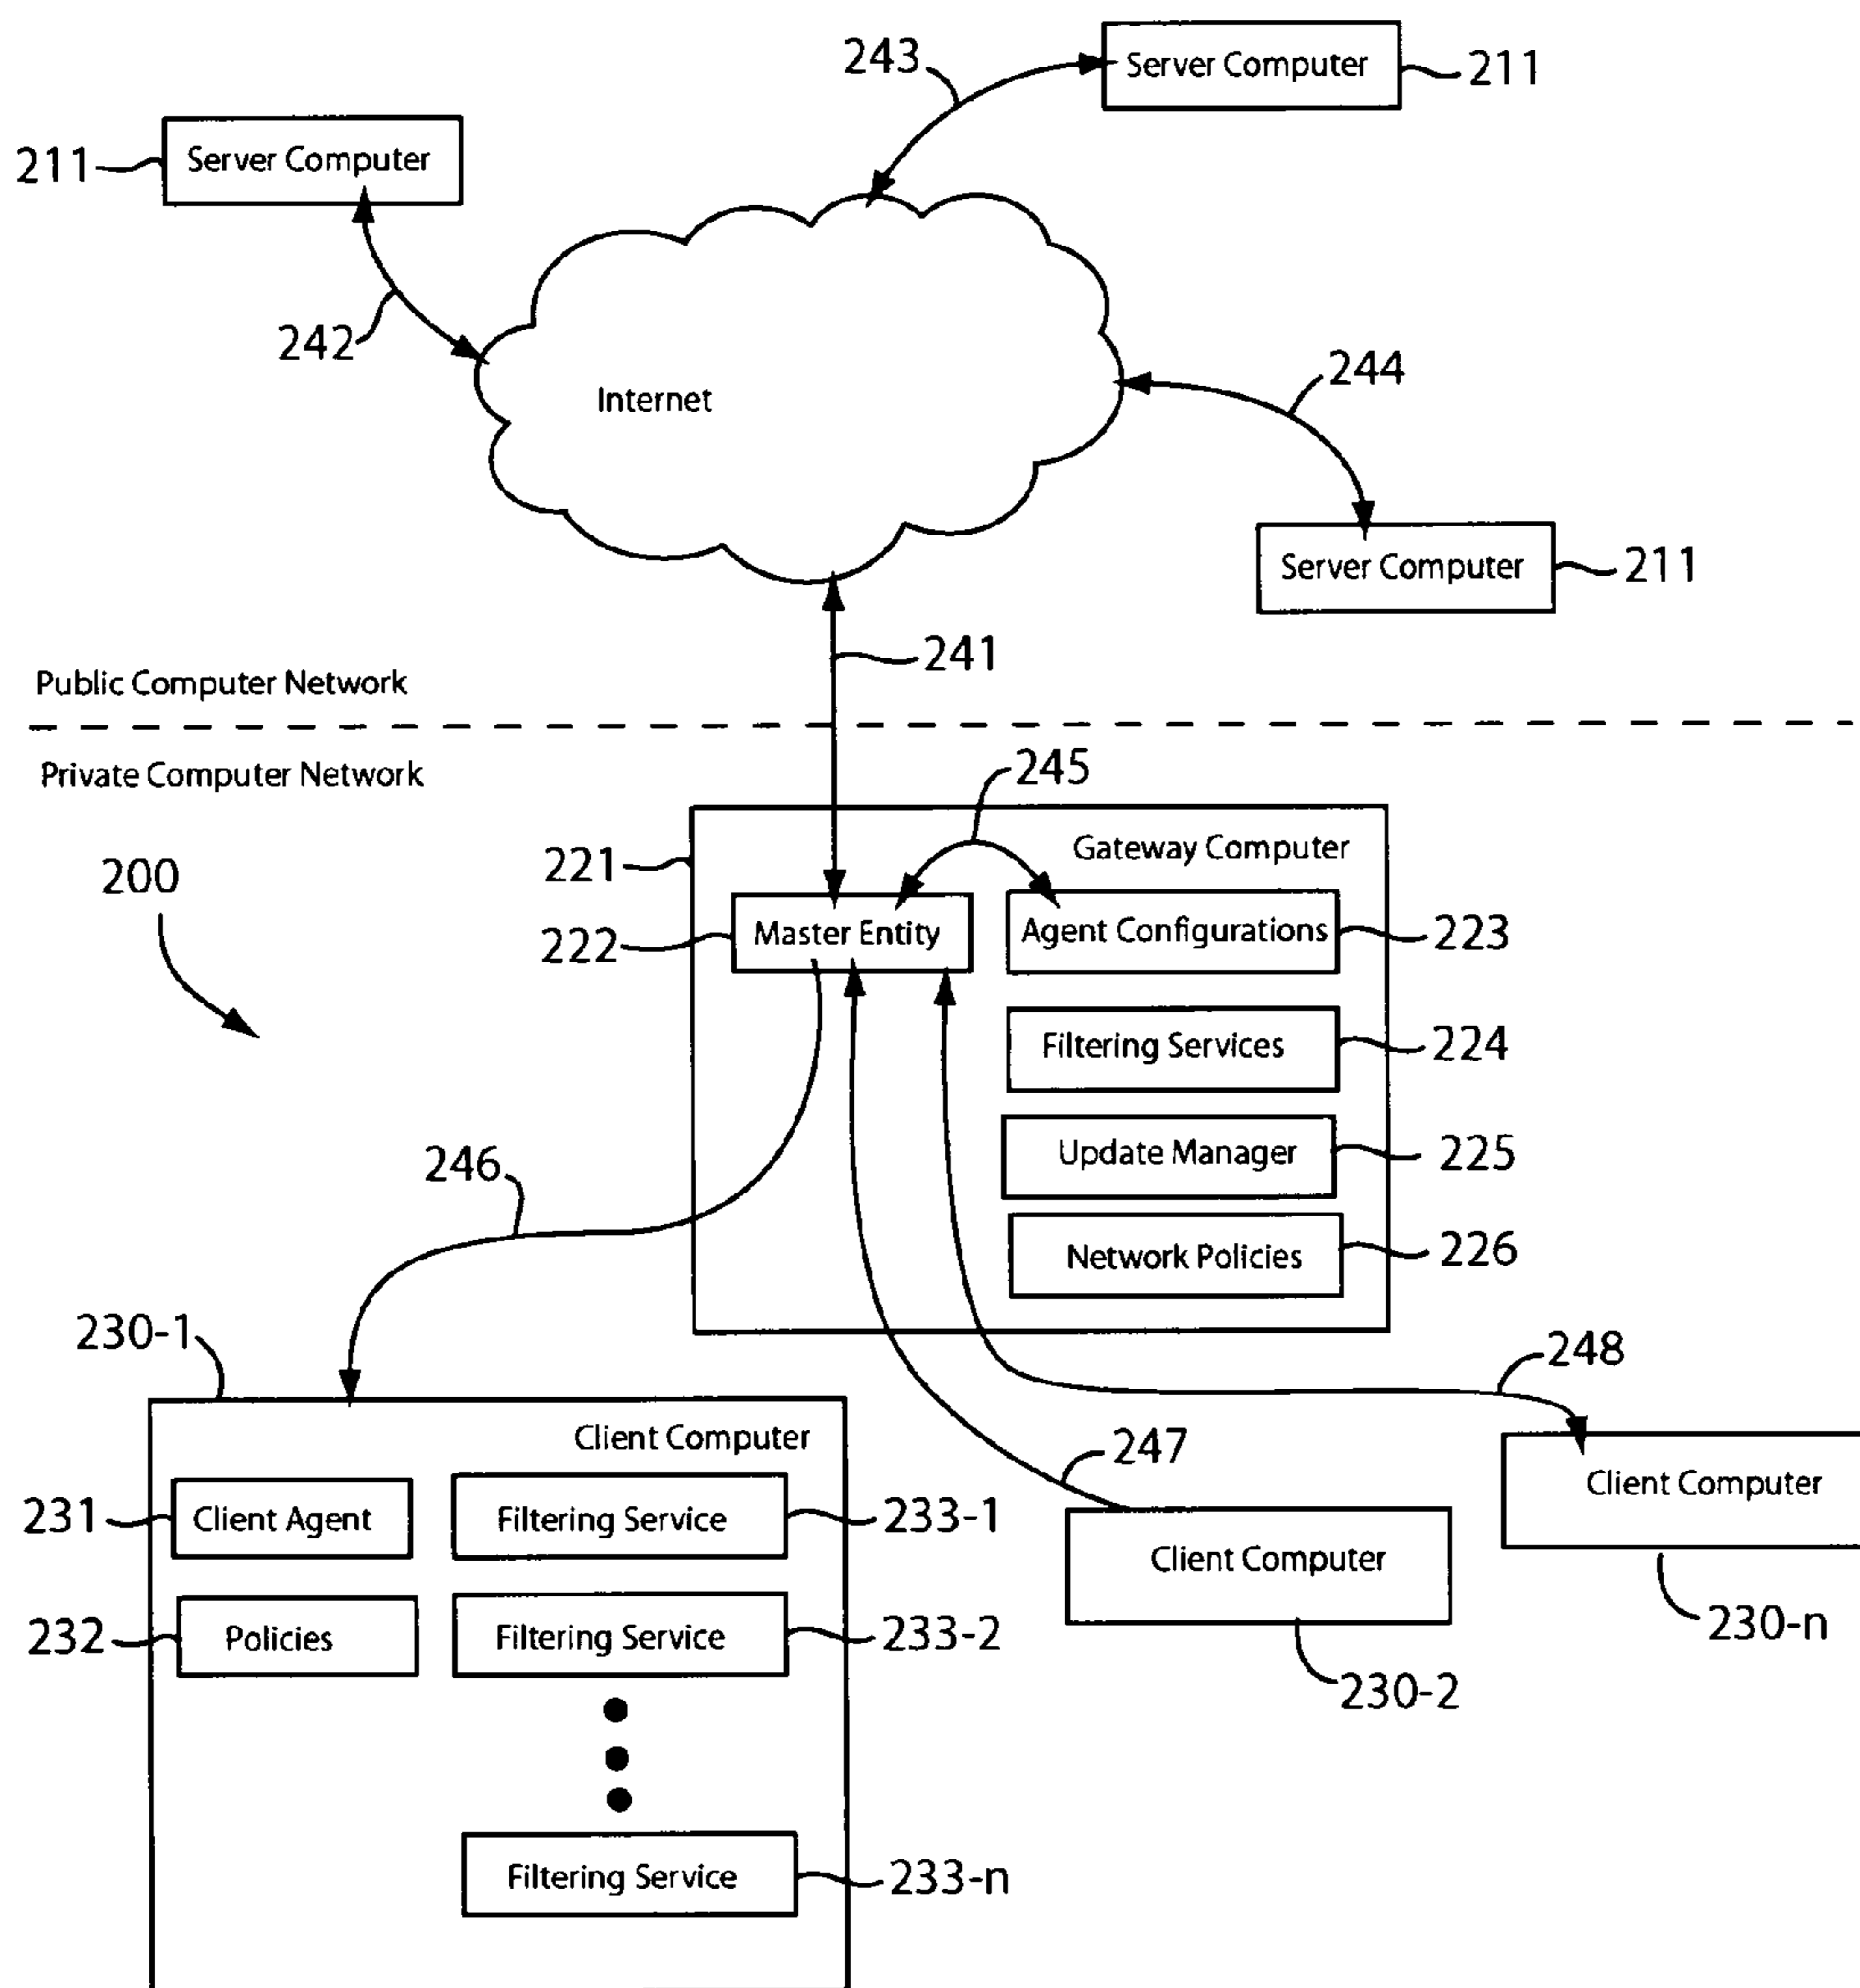 243
Server Computer
211
211
Server Computer
242
Internet
244
Server Computer
211
241
Public Computer Network
Private Computer Network
245
200
221
Gateway Computer
222
Master Entity
Agent Configurations
223
Filtering Services
224
Update Manager
225
246
Network Policies
226
230-1
248
Client Computer
247
Client Computer
231
Client Agent
Filtering Service
233-1
Client Computer
232
Policies
Filtering Service
233-2
230-n
230-2
Filtering Service
233-n